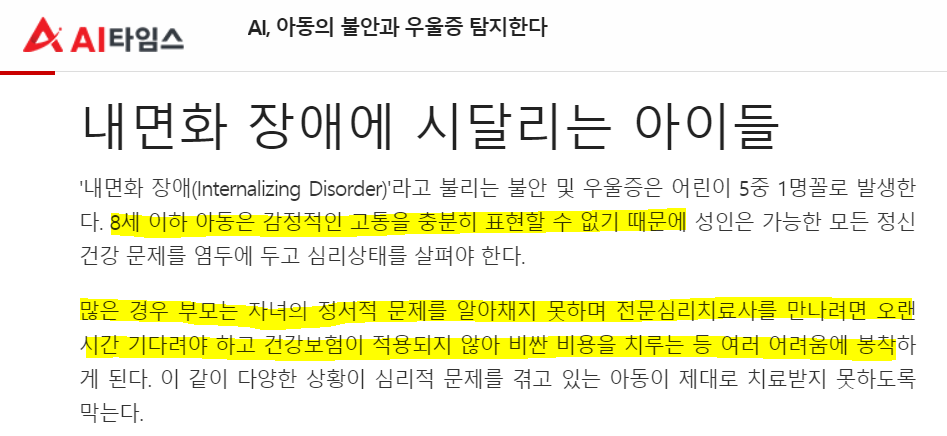 AI타임스
AI, 아동의 불안과 우울증 탐지한다
내면화 장애에 시달리는 아이들
'내면화 장애(Internalizing Disorder)'라고 불리는 불안 및 우울증은 어린이 5중 1명꼴로 발생한
다. 8세 이하 아동은 감정적인 고통을 충분히 표현할 수 없기 때문에 성인은 가능한 모든 정신
건강 문제를 염두에 두고 심리상태를 살펴야 한다.
많은 경우 부모는 자녀의 정서적 문제를 알아채지 못하며 전문심리치료사를 만나려면 오랜
시간 기다려야 하고 건강보험이 적용되지 않아 비싼 비용을 치루는 등 여러 어려움에 봉착하
게 된다. 이 같이 다양한 상황이 심리적 문제를 겪고 있는 아동이 제대로 치료받지 못하도록
막는다.